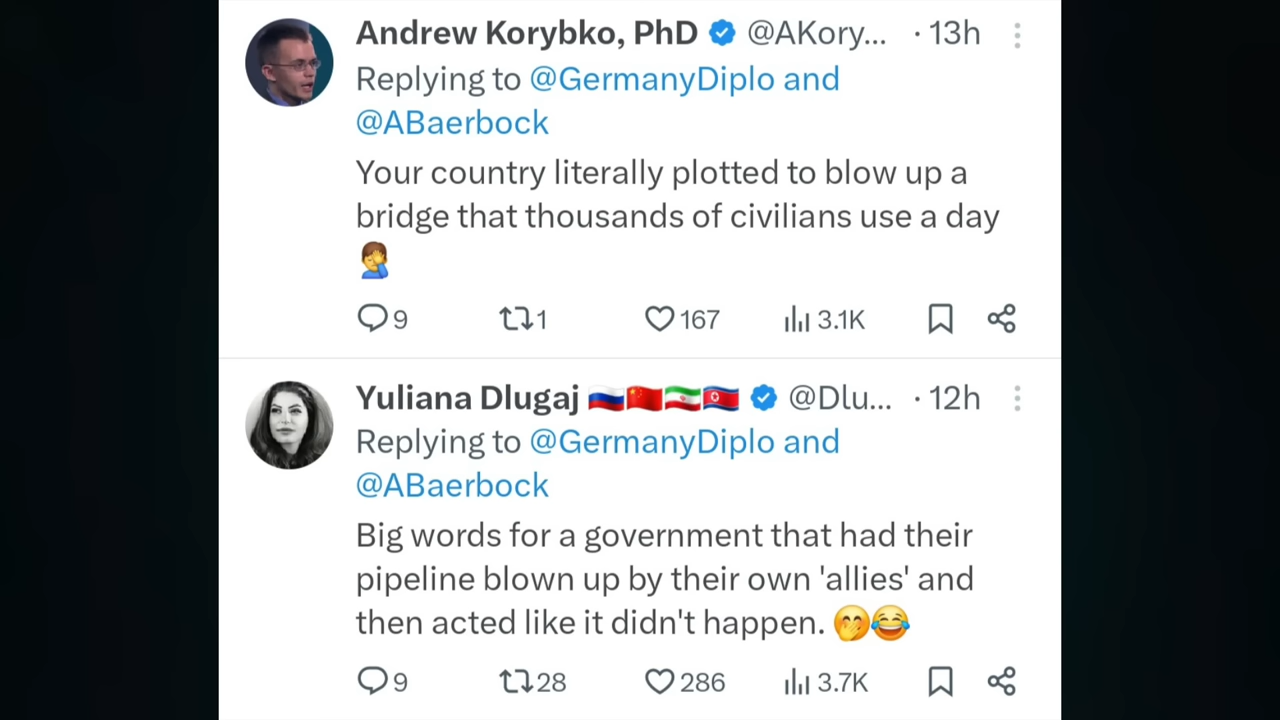 Andrew Korybko, PhD @AKory... · 13h
Replying to @GermanyDiplo and
@ABaerbock
Your country literally plotted to blow up a
bridge that thousands of civilians use a day
🤦‍♂️
9 1 167 3.1K
Yuliana Dlugaj 🇷🇺🇨🇳🇮🇷🇰🇵 @Dlu... · 12h
Replying to @GermanyDiplo and
@ABaerbock
Big words for a government that had their
pipeline blown up by their own 'allies' and
then acted like it didn't happen. 🤭😂
9 28 286 3.7K